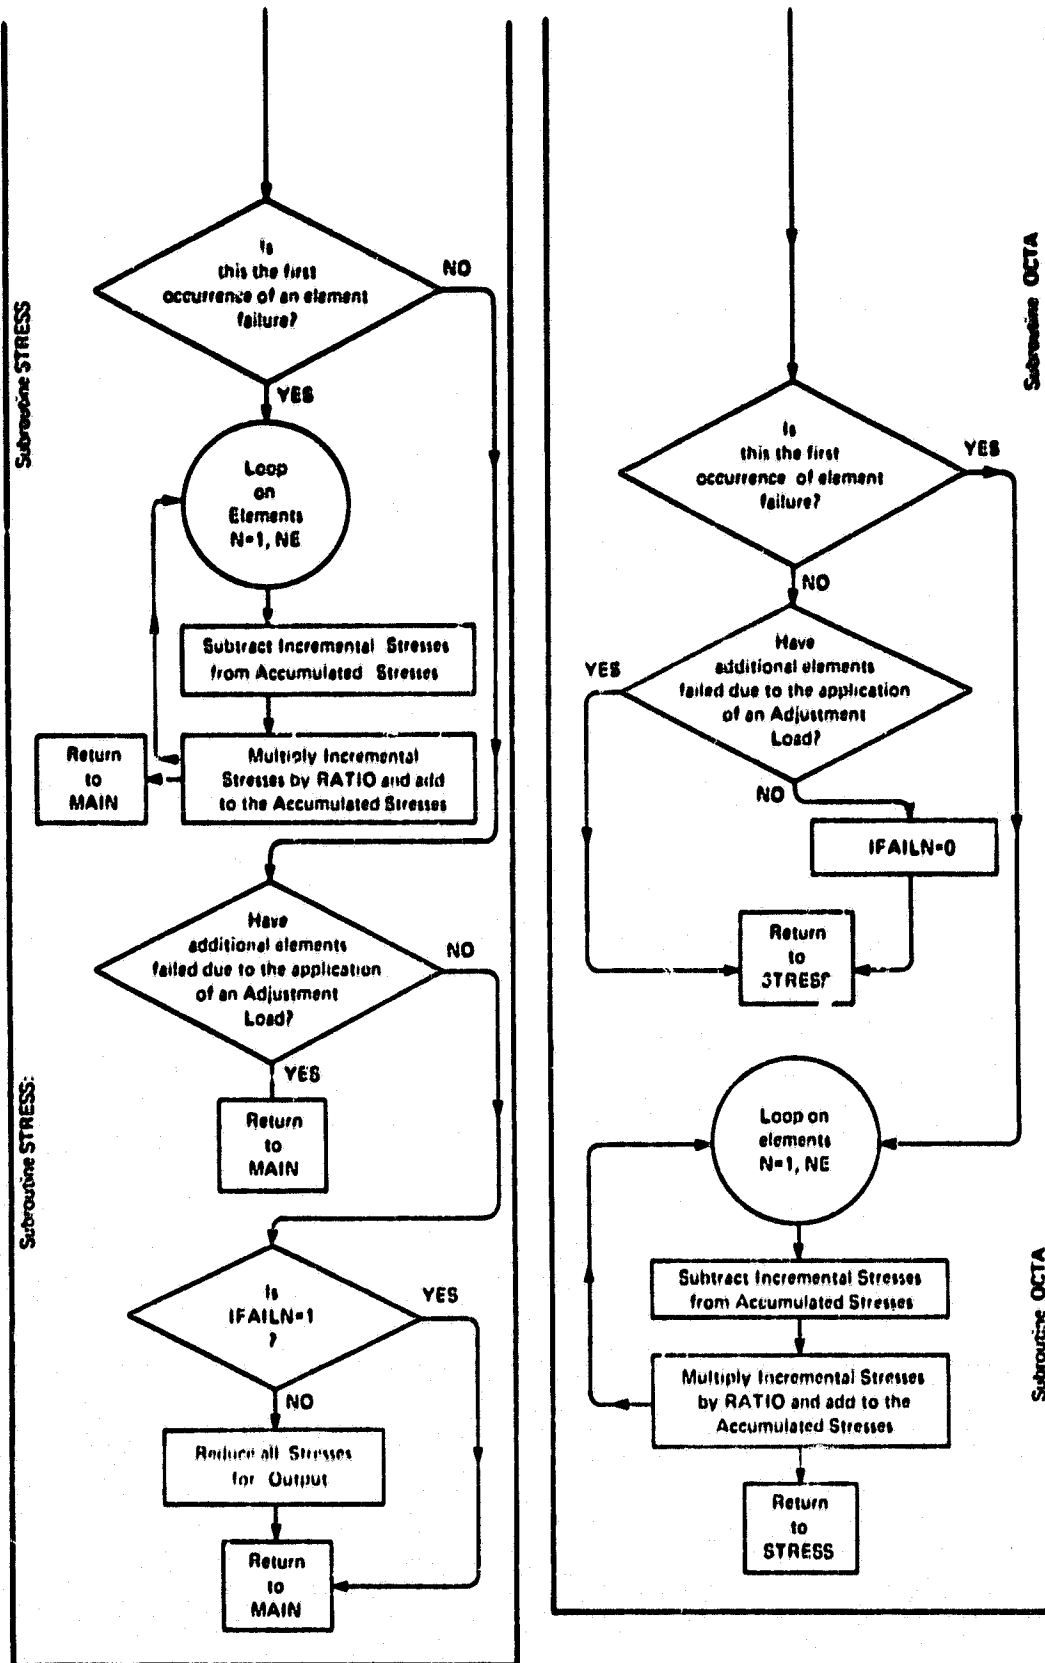 Subroutine STRESS
Is
this the first
occurrence of an element
failure?
NO
YES
Loop
on
Elements
N=1, NE
Subtract Incremental Stresses
from Accumulated Stresses
Multiply Incremental
Stresses by RATIO and add
to the Accumulated Stresses
Return
to
MAIN
Have
additional elements
failed due to the application
of an Adjustment
Load?
NO
YES
Return
to
MAIN
Subroutine STRESS:
Is
IFAILN=1
?
YES
NO
Reduce all Stresses
for Output
Return
to
MAIN
Subroutine OCTA
Is
this the first
occurrence of element
failure?
YES
NO
Have
additional elements
failed due to the application
of an Adjustment
Load?
YES
NO
IFAILN=0
Return
to
STRESS
Loop on
elements
N=1, NE
Subtract Incremental Stresses
from Accumulated Stresses
Multiply Incremental Stresses
by RATIO and add to the
Accumulated Stresses
Return
to
STRESS
Subroutine OCTA